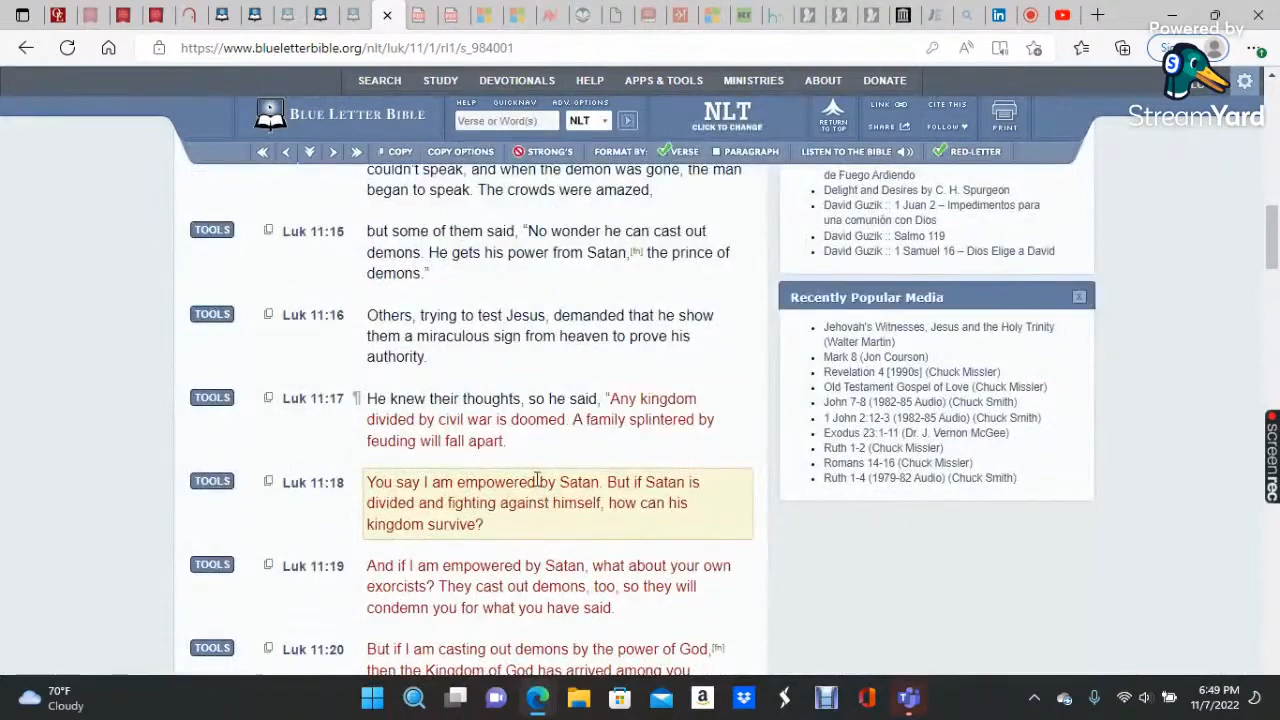 https://www.blueletterbible.org/nlt/luk/11/1/rl1/s_984001
Powered by
StreamYard
SEARCH STUDY DEVOTIONALS HELP APPS & TOOLS MINISTRIES ABOUT DONATE
BLUE LETTER BIBLE
HELP QUICKNAV ADV. OPTIONS
Verse or Word(s) NLT
NLT
CLICK TO CHANGE
RETURN
TO TOP
LINK CITE THIS
SHARE FOLLOW PRINT
COPY COPY OPTIONS STRONG'S FORMAT BY: VERSE PARAGRAPH LISTEN TO THE BIBLE RED-LETTER
couldn't speak, and when the demon was gone, the man
began to speak. The crowds were amazed,
TOOLS Luk 11:15 but some of them said, “No wonder he can cast out
demons. He gets his power from Satan,[fn] the prince of
demons.”
TOOLS Luk 11:16 Others, trying to test Jesus, demanded that he show
them a miraculous sign from heaven to prove his
authority.
TOOLS Luk 11:17 ¶ He knew their thoughts, so he said, “Any kingdom
divided by civil war is doomed. A family splintered by
feuding will fall apart.
TOOLS Luk 11:18 You say I am empowered by Satan. But if Satan is
divided and fighting against himself, how can his
kingdom survive?
TOOLS Luk 11:19 And if I am empowered by Satan, what about your own
exorcists? They cast out demons, too, so they will
condemn you for what you have said.
TOOLS Luk 11:20 But if I am casting out demons by the power of God,[fn]
then the Kingdom of God has arrived among you
de Fuego Ardiendo
Delight and Desires by C. H. Spurgeon
David Guzik :: 1 Juan 2 – Impedimentos para
una comunión con Dios
David Guzik :: Salmo 119
David Guzik :: 1 Samuel 16 – Dios Elige a David
Recently Popular Media
Jehovah's Witnesses, Jesus and the Holy Trinity
(Walter Martin)
Mark 8 (Jon Courson)
Revelation 4 [1990s] (Chuck Missler)
Old Testament Gospel of Love (Chuck Missler)
John 7-8 (1982-85 Audio) (Chuck Smith)
1 John 2:12-3 (1982-85 Audio) (Chuck Smith)
Exodus 23:1-11 (Dr. J. Vernon McGee)
Ruth 1-2 (Chuck Missler)
Romans 14-16 (Chuck Missler)
Ruth 1-4 (1979-82 Audio) (Chuck Smith)
screenrec
70°F
Cloudy
6:49 PM
11/7/2022